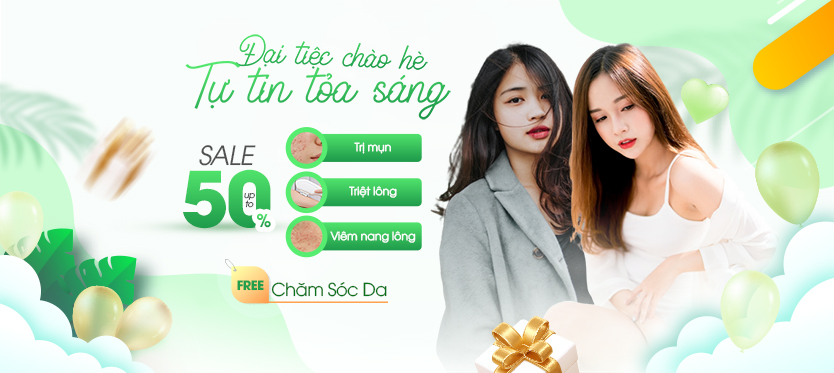 Đại tiệc chào hè
Tự tin tỏa sáng
SALE
up to
50%
Trị mụn
Triệt lông
Viêm nang lông
FREE Chăm Sóc Da